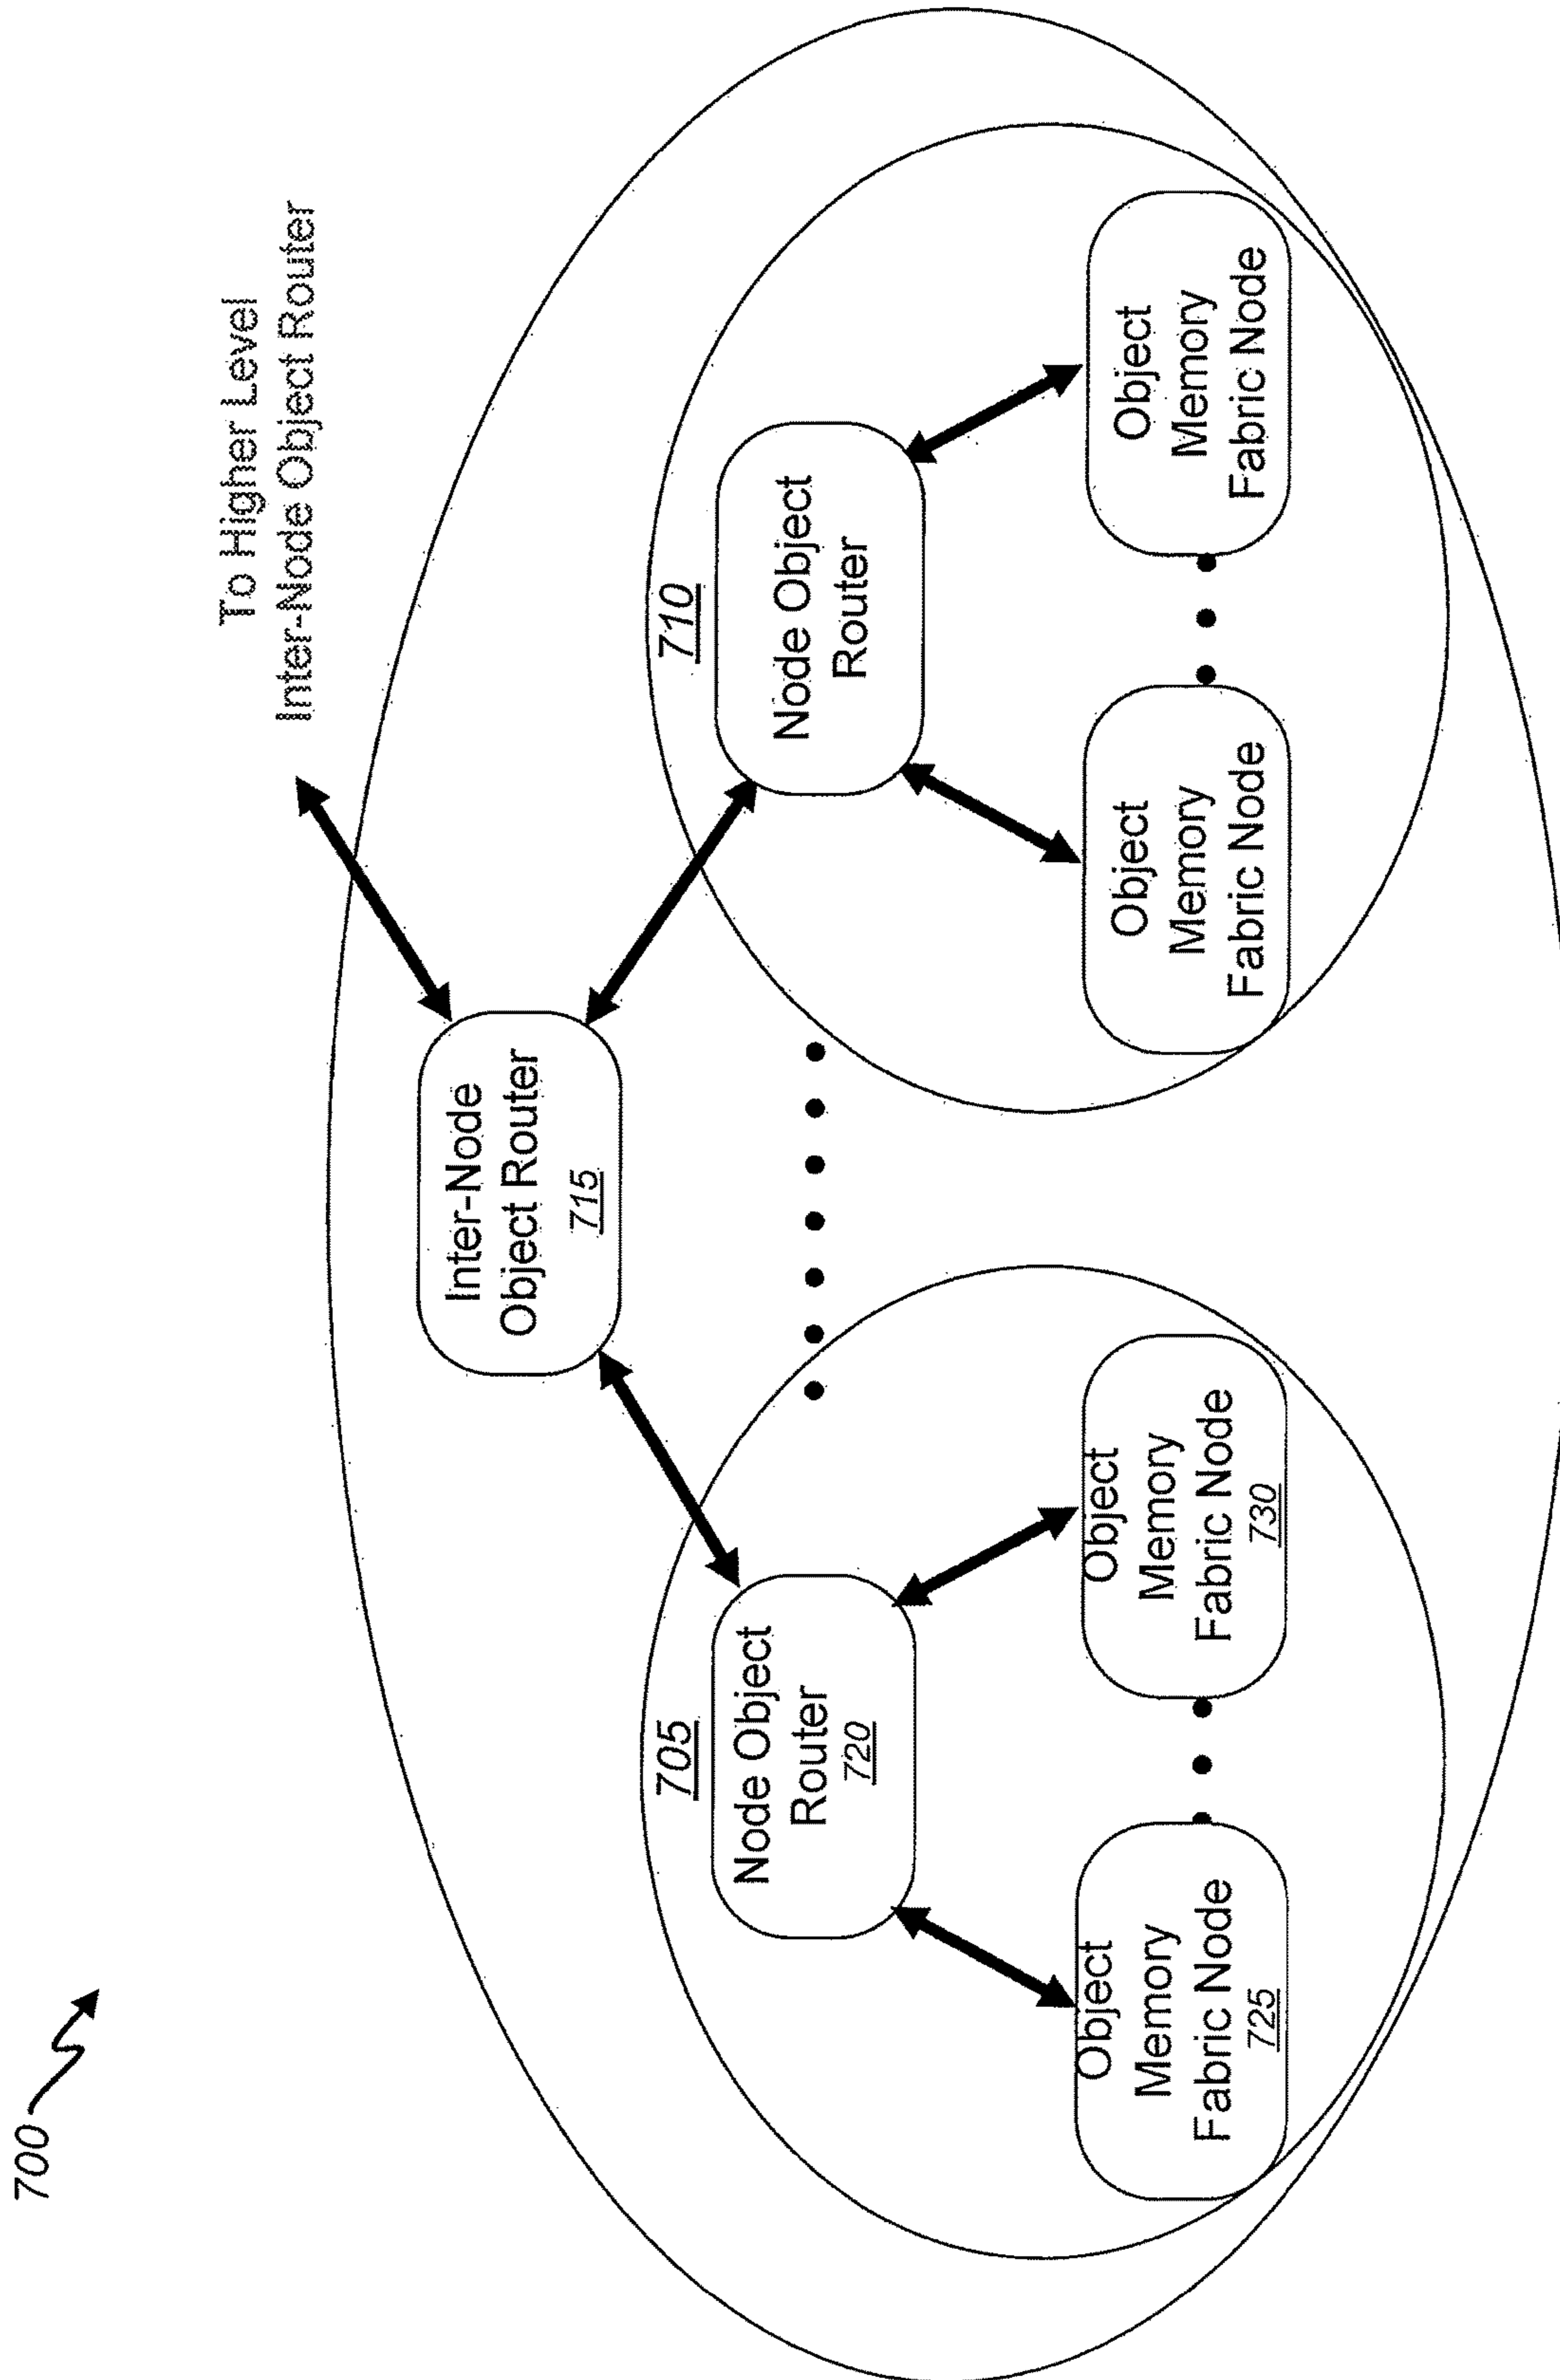 700
To Higher Level
Inter-Node Object Router
Inter-Node
Object Router
715
705
Node Object
Router
720
Object
Memory
Fabric Node
725
Object
Memory
Fabric Node
730
710
Node Object
Router
Object
Memory
Fabric Node
Object
Memory
Fabric Node